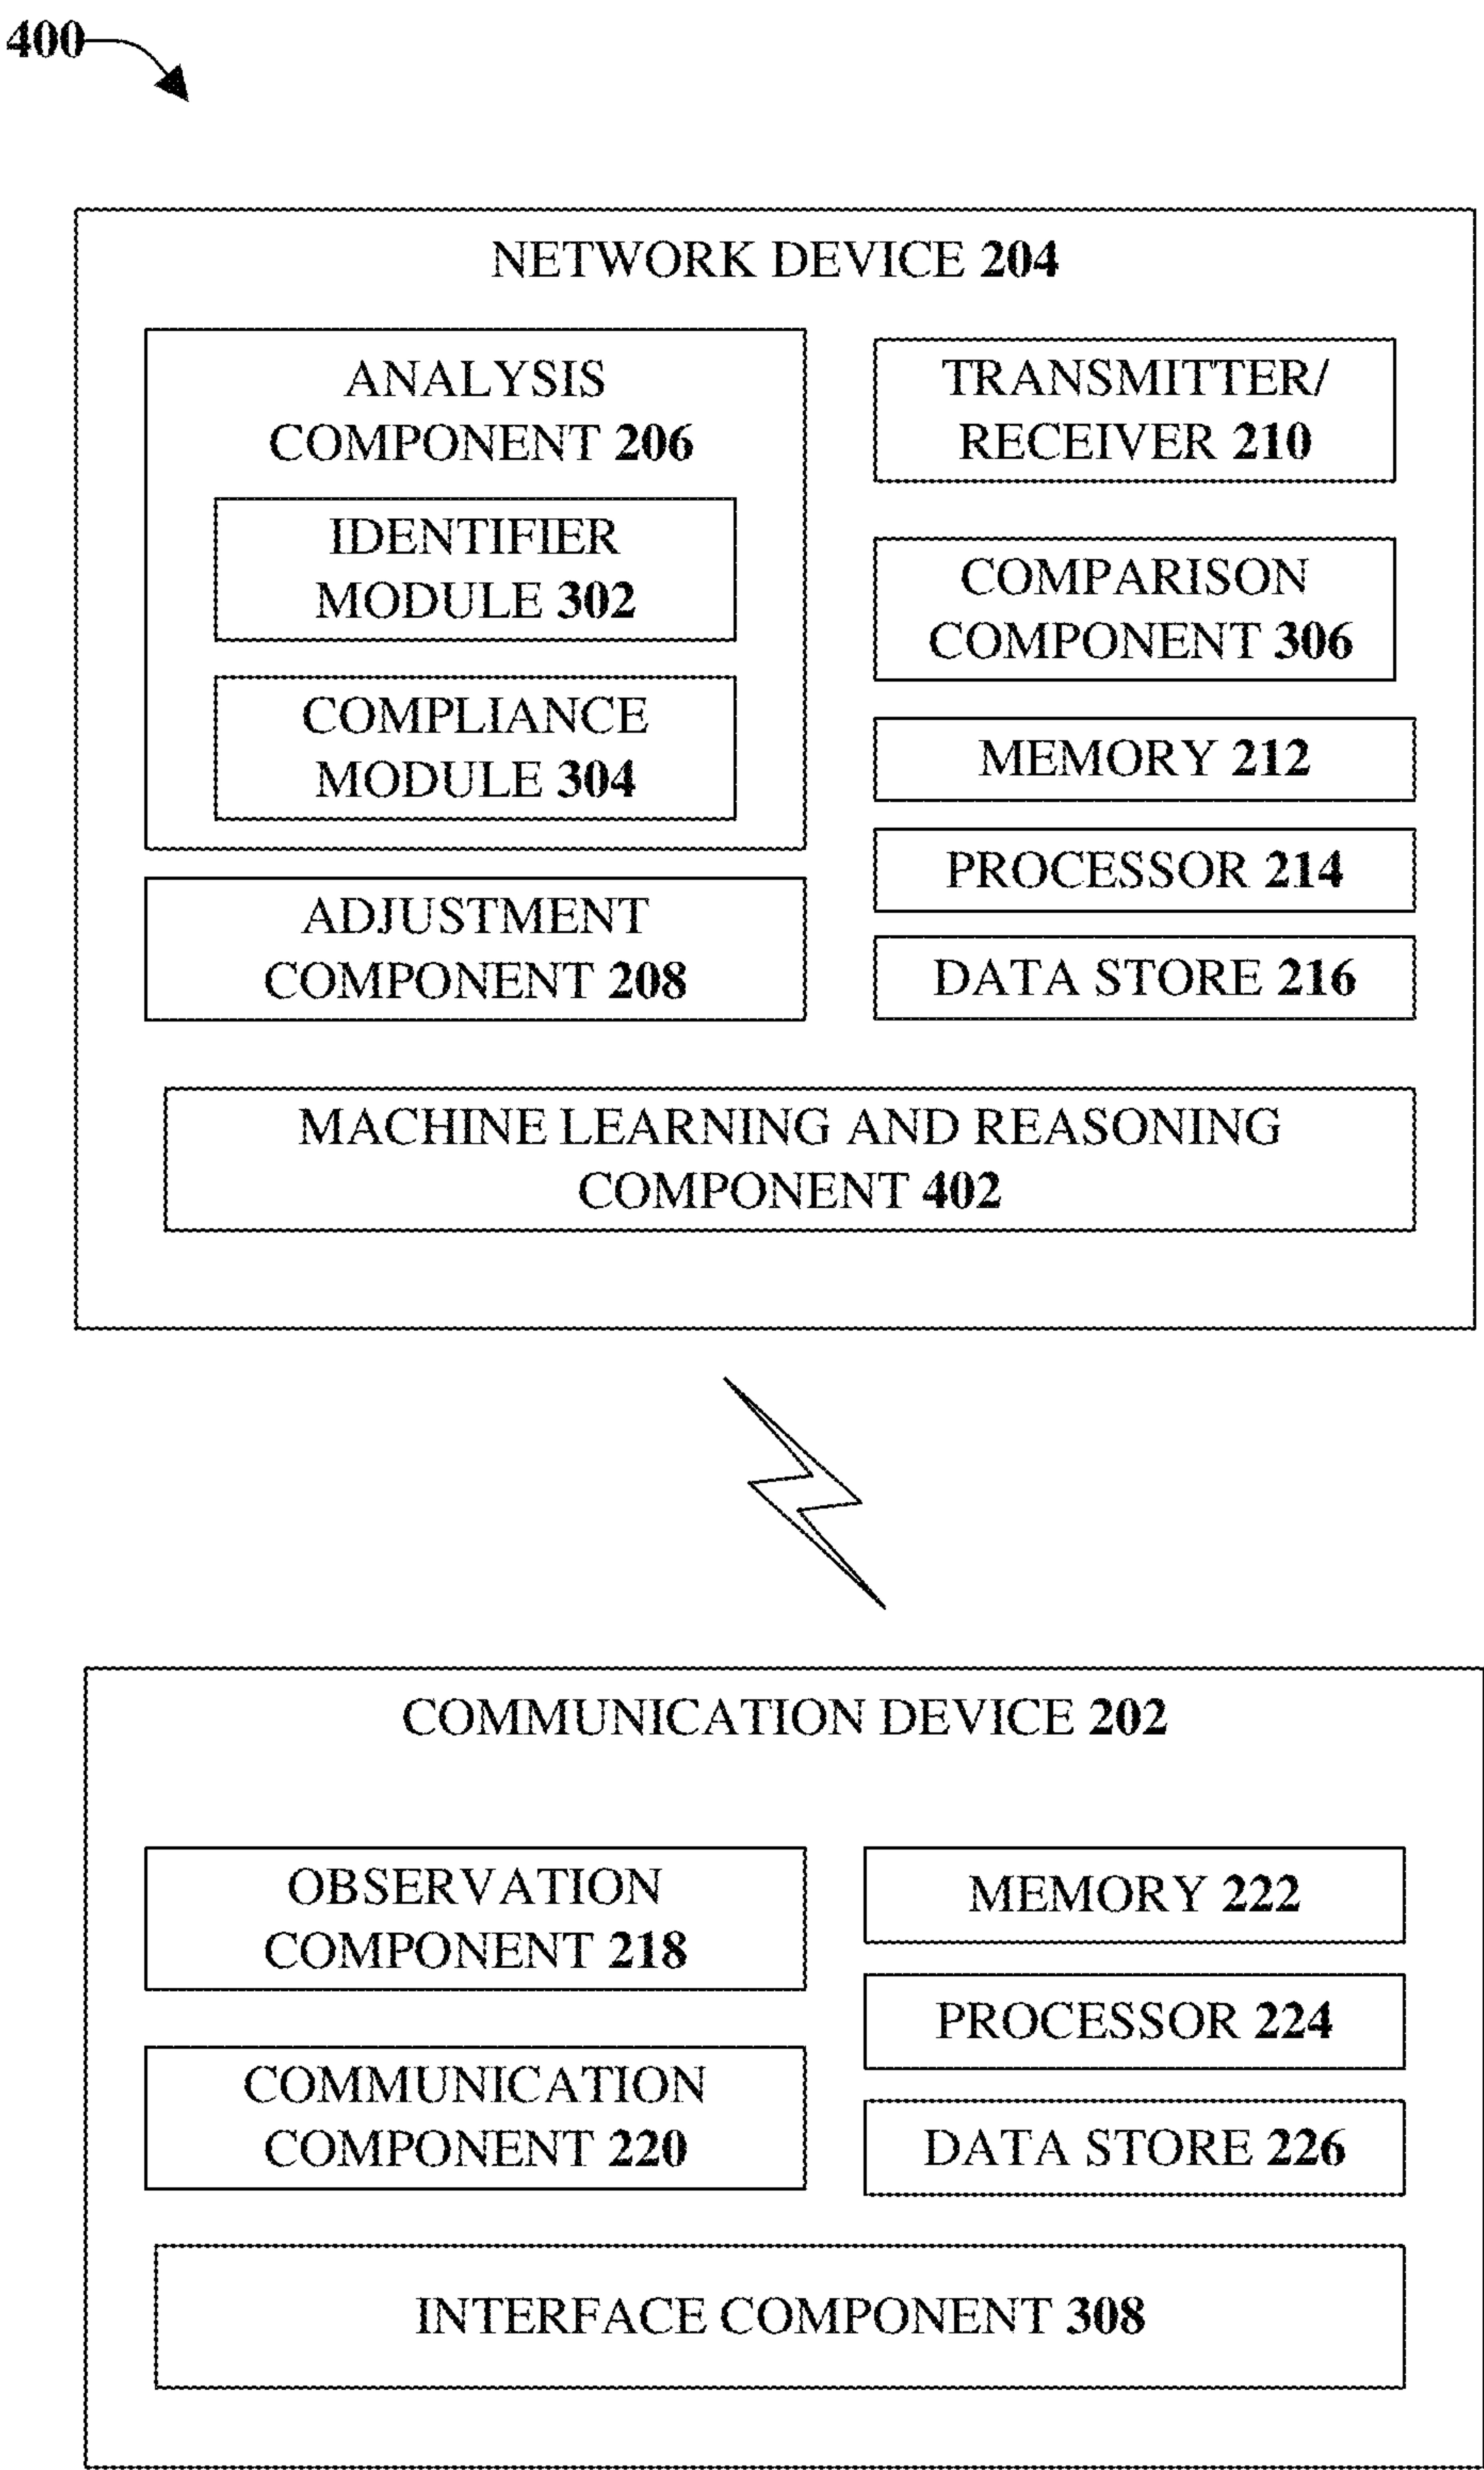 400
NETWORK DEVICE 204
ANALYSIS
COMPONENT 206
IDENTIFIER
MODULE 302
COMPLIANCE
MODULE 304
ADJUSTMENT
COMPONENT 208
TRANSMITTER/
RECEIVER 210
COMPARISON
COMPONENT 306
MEMORY 212
PROCESSOR 214
DATA STORE 216
MACHINE LEARNING AND REASONING
COMPONENT 402
COMMUNICATION DEVICE 202
OBSERVATION
COMPONENT 218
COMMUNICATION
COMPONENT 220
MEMORY 222
PROCESSOR 224
DATA STORE 226
INTERFACE COMPONENT 308